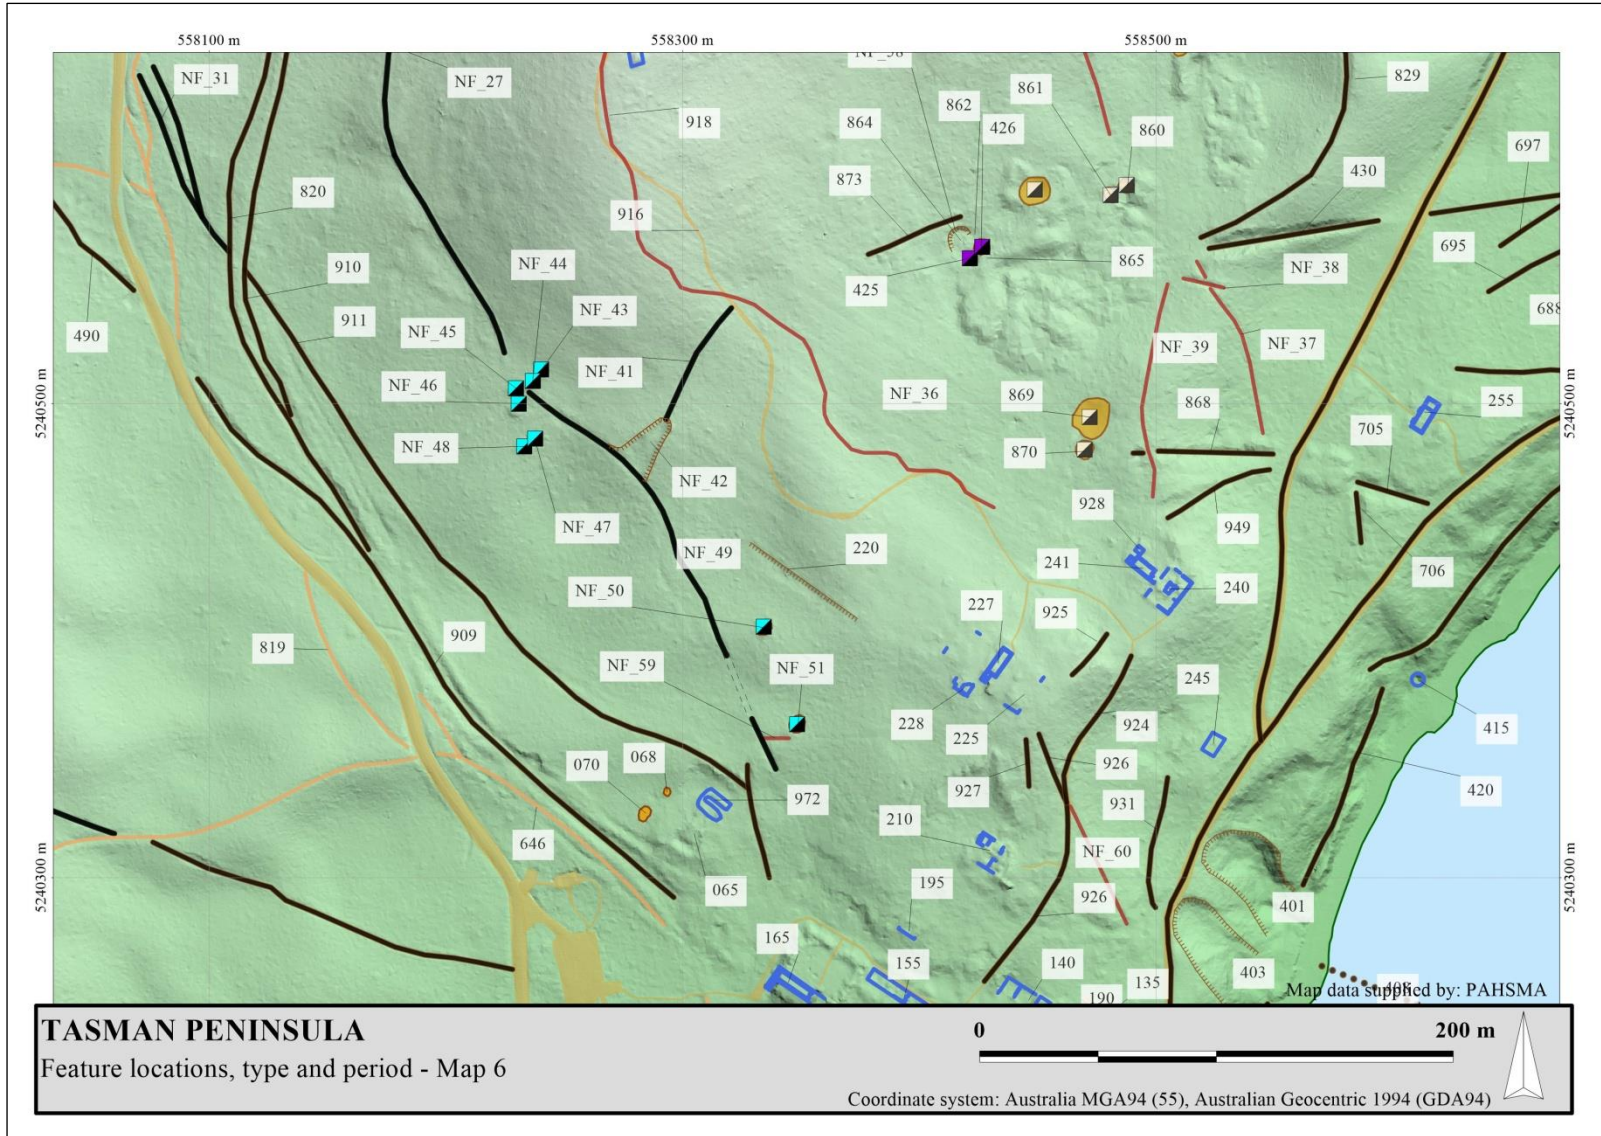 558100 m
558300 m
558500 m
NF_31
NF_27
918
861
829
862
426
864
860
697
873
430
820
916
695
910
NF_44
865
NF_38
425
688
NF_43
911
NF_45
490
NF_39
NF_37
NF_41
NF_46
NF_36
869
868
255
5240500 m
5240500 m
705
NF_48
870
NF_42
928
NF_47
949
NF_49
220
241
706
NF_50
227
240
925
819
909
NF_59
NF_51
245
228
225
924
415
068
070
926
927
972
931
420
210
646
NF_60
065
195
926
401
5240300 m
5240300 m
165
155
140
135
403
190
408
Map data supplied by: PAHSMA
TASMAN PENINSULA
Feature locations, type and period - Map 6
0
200 m
Coordinate system: Australia MGA94 (55), Australian Geocentric 1994 (GDA94)